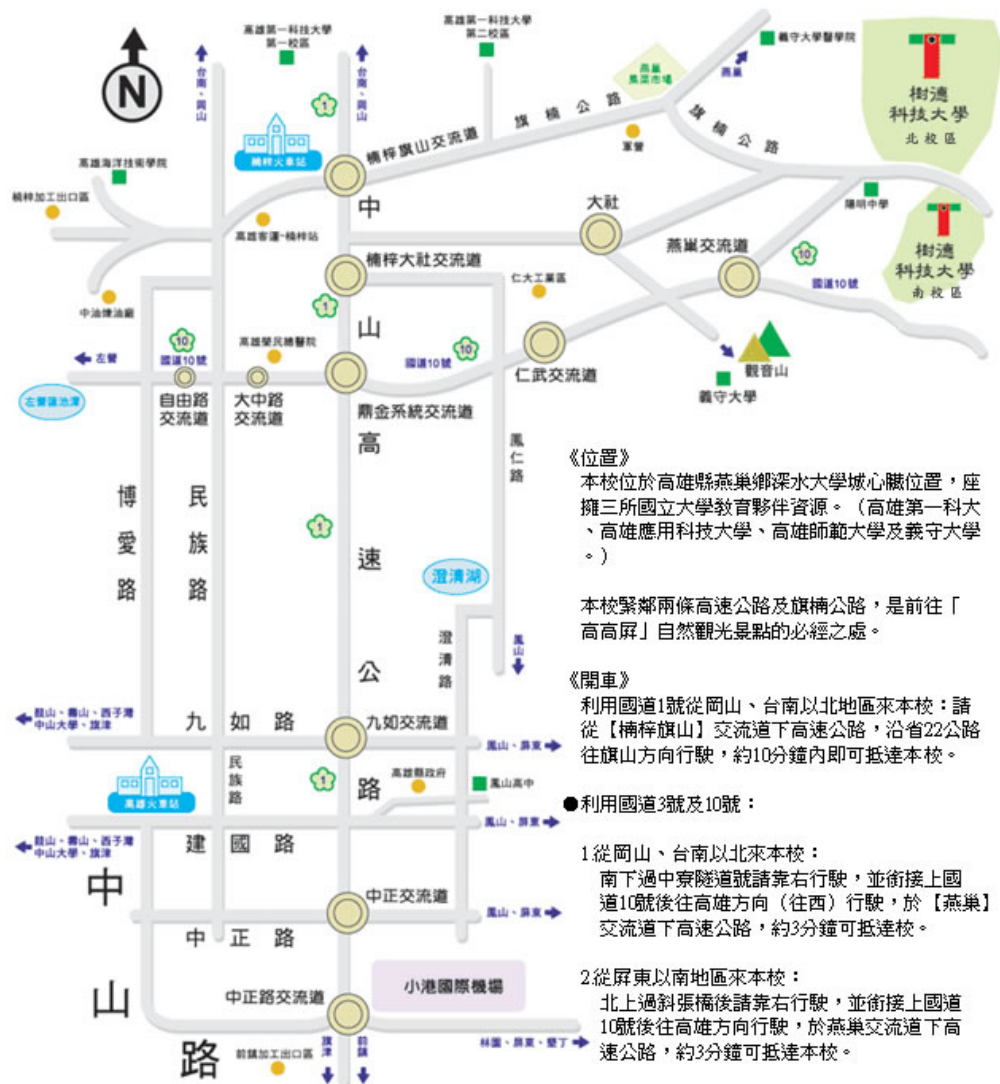 高雄第一科技大學
第一校區
高雄第一科技大學
第二校區
義守大學醫學院
燕巢
燕巢
鳳菜市場
樹德
科技大學
北校區
N
台南、岡山
台南、岡山
1
楠梓火車站
楠梓旗山交流道
旗楠公路
旗楠公路
軍營
高雄海洋技術學院
楠梓加工出口區
高雄客運-楠梓站
中油煉油廠
大社
陽明中學
樹德
科技大學
南校區
燕巢交流道
10
國道10號
楠梓大社交流道
1
仁大工業區
高雄榮民總醫院
10
國道10號
左營
左營蓮池潭
自由路
交流道
大中路
交流道
鼎金系統交流道
國道10號
10
仁武交流道
觀音山
義守大學
中山高速公路
博愛路
民族路
鳳仁路
1
澄清湖
澄清路
鳳山
鼓山、壽山、西子灣
中山大學、旗津
九如路
九如交流道
鳳山、屏東
民族路
1
高雄縣政府
鳳山高中
高雄火車站
鼓山、壽山、西子灣
中山大學、旗津
建國路
鳳山、屏東
中正交流道
中正路
鳳山、屏東
中山路
中正路交流道
小港國際機場
前鎮加工出口區
旗津
前鎮
林園、屏東、墾丁
《位置》
本校位於高雄縣燕巢鄉深水大學城心臟位置，座
擁三所國立大學教育夥伴資源。（高雄第一科大
、高雄應用科技大學、高雄師範大學及義守大學
。）
本校緊鄰兩條高速公路及旗楠公路，是前往「
高高屏」自然觀光景點的必經之處。
《開車》
利用國道1號從岡山、台南以北地區來本校：請
從【楠梓旗山】交流道下高速公路，沿省22公路
往旗山方向行駛，約10分鐘內即可抵達本校。
●利用國道3號及10號：
1.從岡山、台南以北來本校：
南下過中寮隧道號請靠右行駛，並銜接上國
道10號後往高雄方向（往西）行駛，於【燕巢】
交流道下高速公路，約3分鐘可抵達校。
2.從屏東以南地區來本校：
北上過斜張橋後請靠右行駛，並銜接上國道
10號後往高雄方向行駛，於燕巢交流道下高
速公路，約3分鐘可抵達本校。